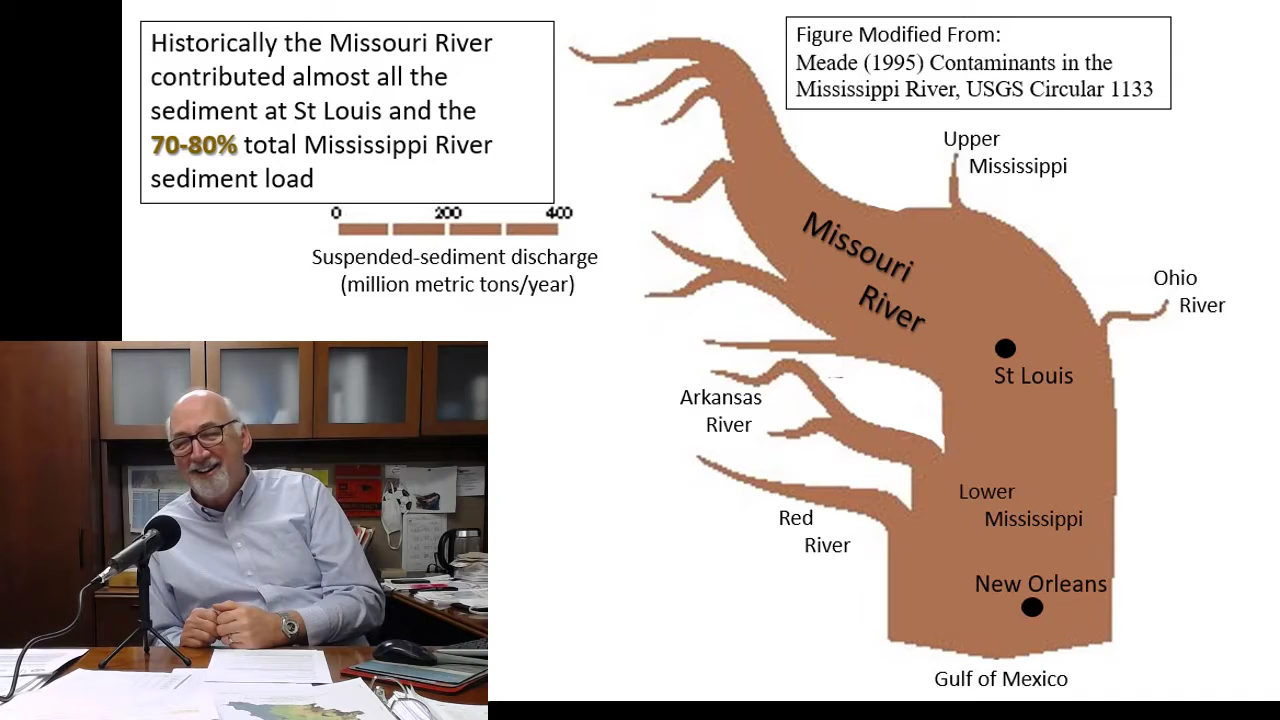 Historically the Missouri River
contributed almost all the
sediment at St Louis and the
70-80% total Mississippi River
sediment load
0 200 400
Suspended-sediment discharge
(million metric tons/year)
Figure Modified From:
Meade (1995) Contaminants in the
Mississippi River, USGS Circular 1133
Upper
Mississippi
Missouri
River
Ohio
River
St Louis
Arkansas
River
Lower
Mississippi
Red
River
New Orleans
Gulf of Mexico